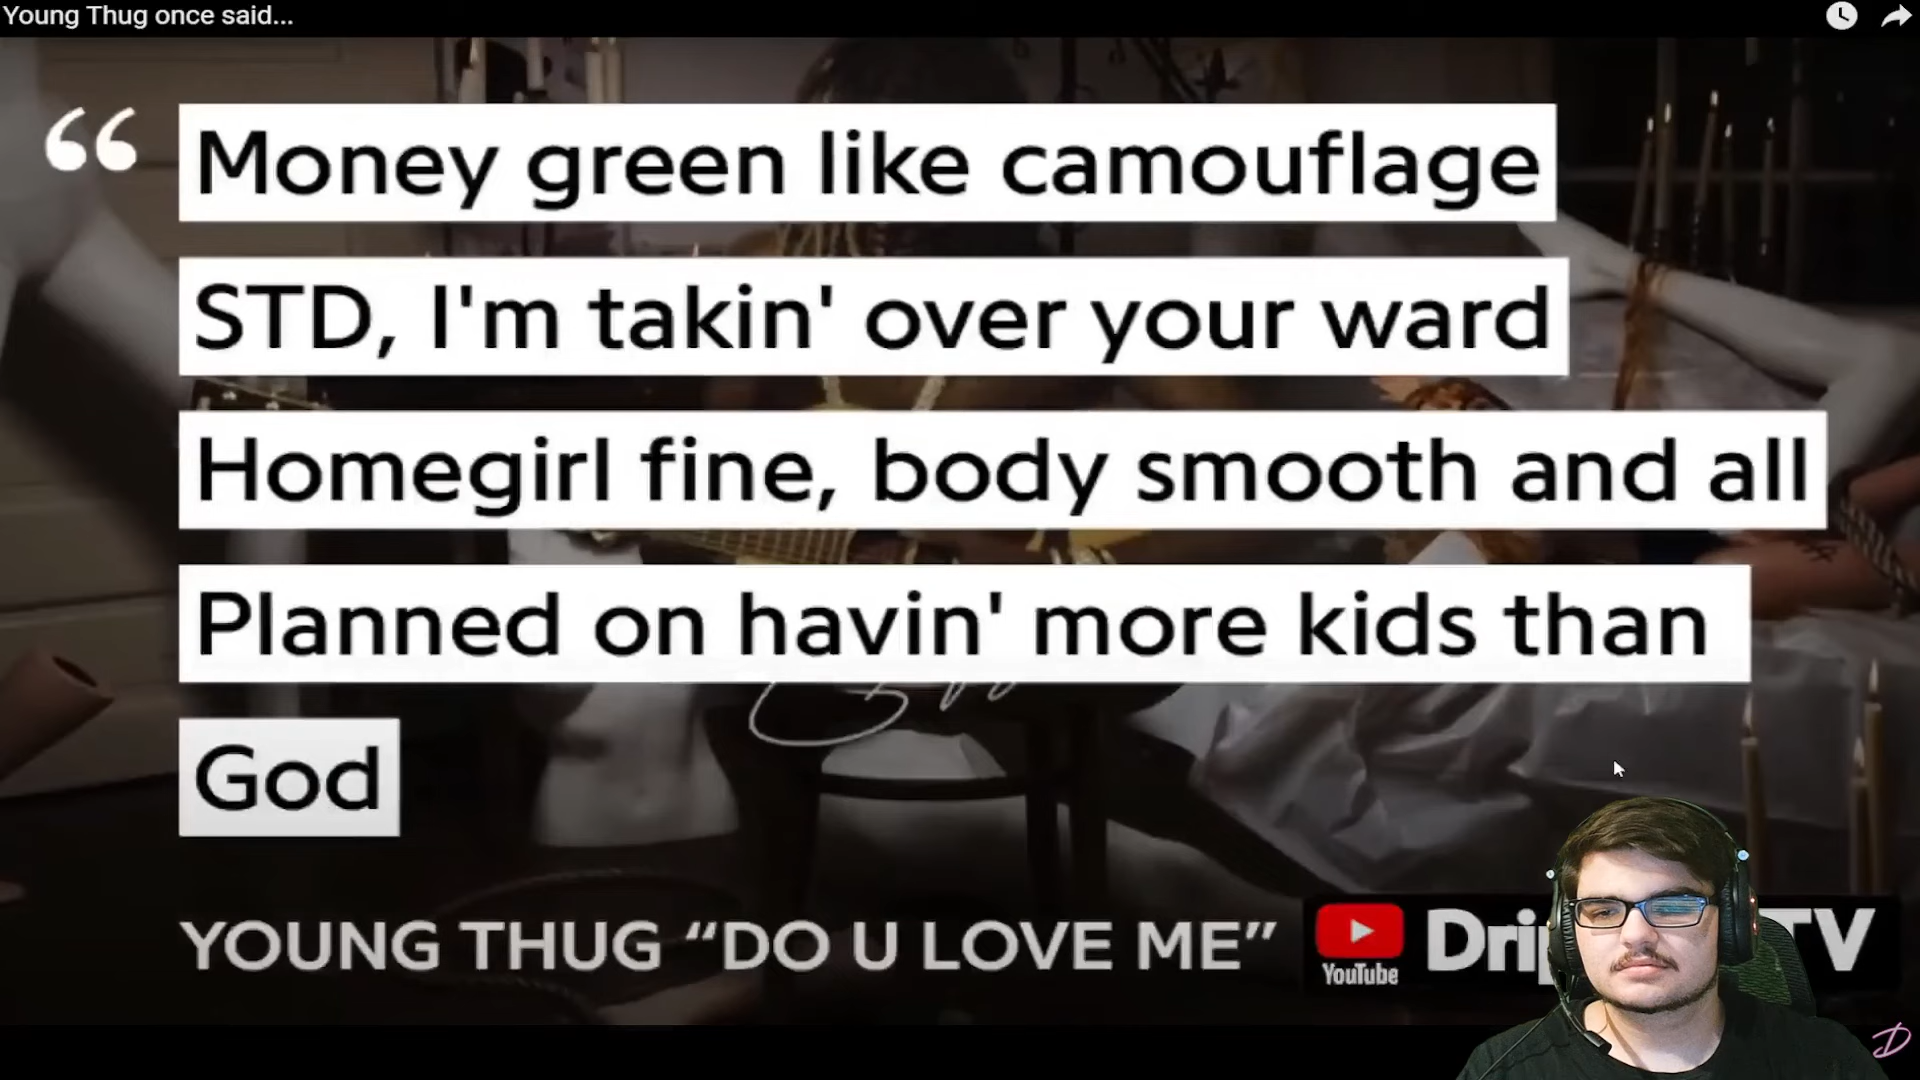 Young Thug once said...
“ Money green like camouflage
STD, I'm takin' over your ward
Homegirl fine, body smooth and all
Planned on havin' more kids than
God
YOUNG THUG “DO U LOVE ME”
YouTube
TV